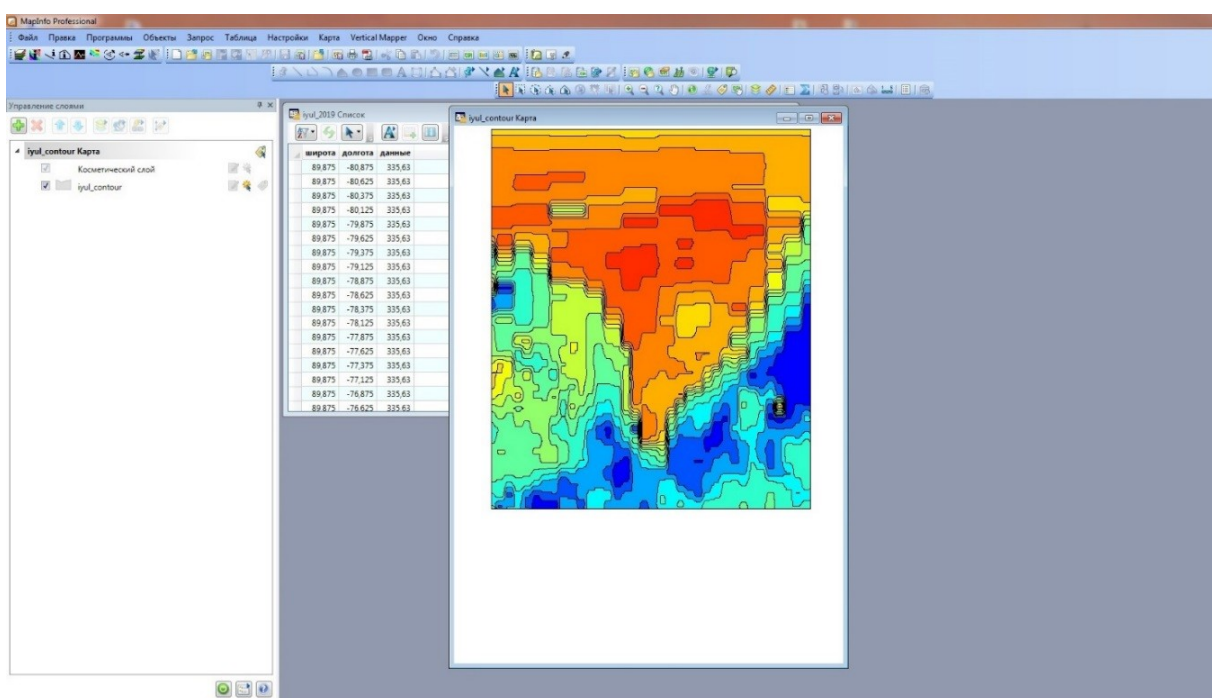 MapInfo Professional
Файл Правка Программы Объекты Запрос Таблица Настройки Карта Vertical Mapper Окно Справка
Управление слоями
iyul_contour Карта
Косметический слой
iyul_contour
iyul_2019 Список
широта долгота данные
89,875 -80,875 335,63
89,875 -80,625 335,63
89,875 -80,375 335,63
89,875 -80,125 335,63
89,875 -79,875 335,63
89,875 -79,625 335,63
89,875 -79,375 335,63
89,875 -79,125 335,63
89,875 -78,875 335,63
89,875 -78,625 335,63
89,875 -78,375 335,63
89,875 -78,125 335,63
89,875 -77,875 335,63
89,875 -77,625 335,63
89,875 -77,375 335,63
89,875 -77,125 335,63
89,875 -76,875 335,63
89,875 -76,625 335,63
iyul_contour Карта